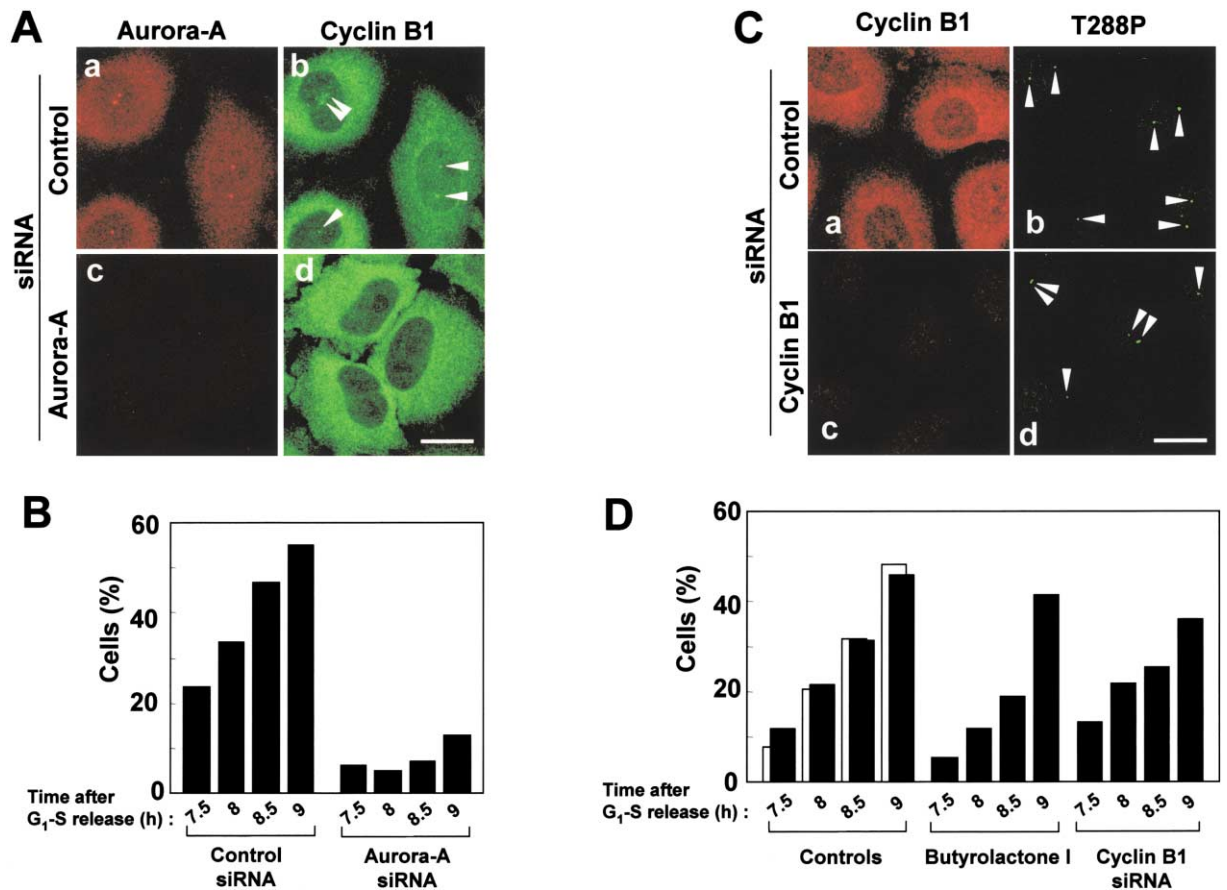 A
Aurora-A
Cyclin B1
siRNA
Control
Aurora-A
a
b
c
d
C
Cyclin B1
T288P
siRNA
Control
Cyclin B1
a
b
c
d
B
Cells (%)
60
40
20
0
Time after
G1-S release (h) :
7.5 8 8.5 9
7.5 8 8.5 9
Control
siRNA
Aurora-A
siRNA
D
Cells (%)
60
40
20
0
Time after
G1-S release (h) :
7.5 8 8.5 9
7.5 8 8.5 9
7.5 8 8.5 9
Controls
Butyrolactone I
Cyclin B1
siRNA